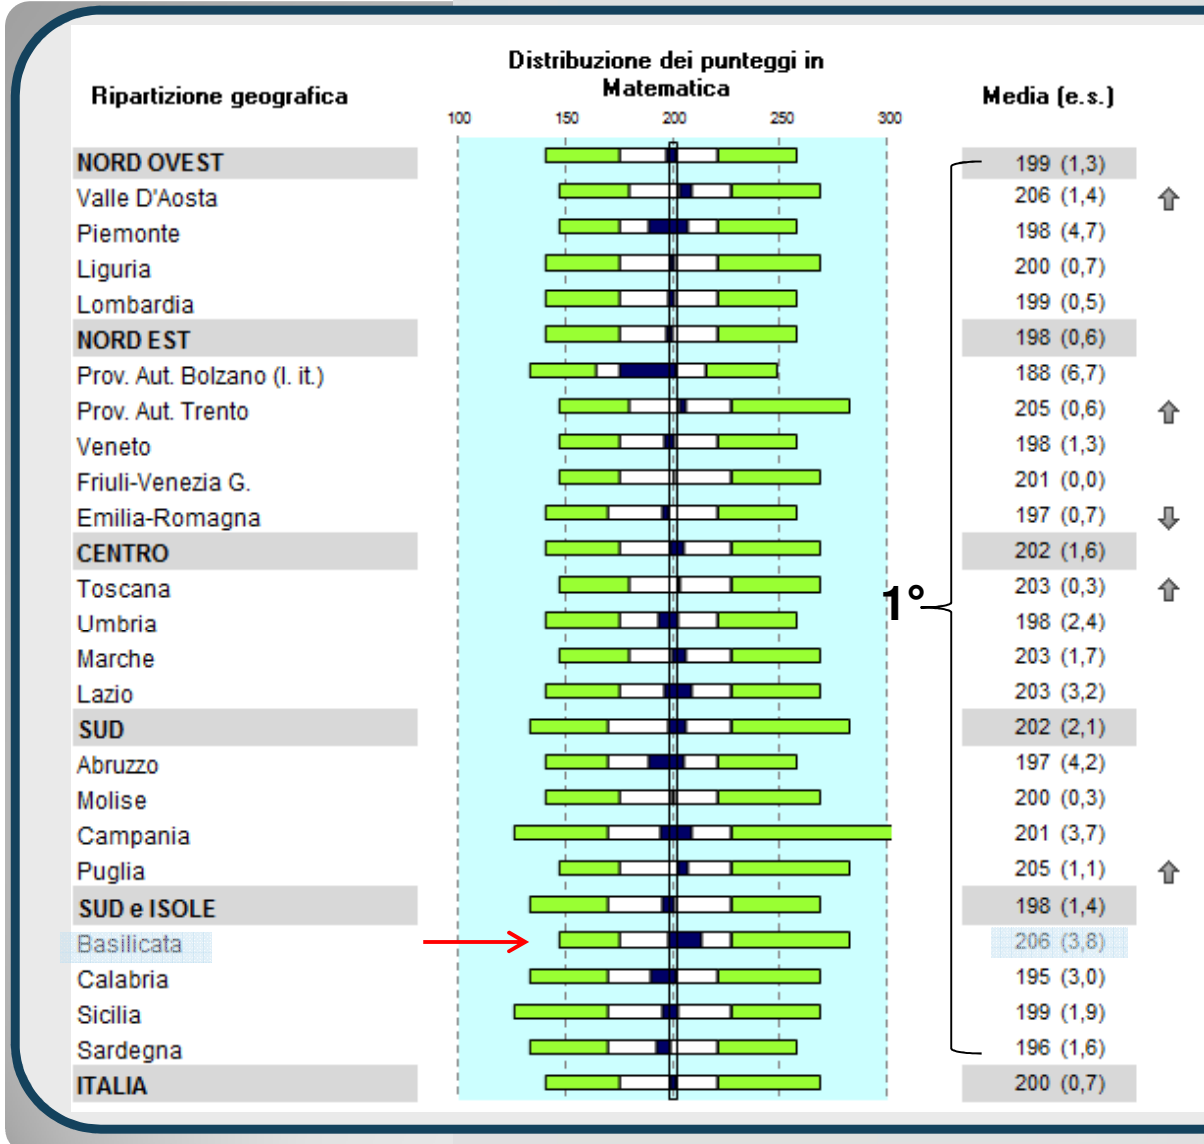 Distribuzione dei punteggi in
Matematica
Ripartizione geografica
Media (e.s.)
100 150 200 250 300
NORD OVEST 199 (1,3)
Valle D'Aosta 206 (1,4)
Piemonte 198 (4,7)
Liguria 200 (0,7)
Lombardia 199 (0,5)
NORD EST 198 (0,6)
Prov. Aut. Bolzano (l. it.) 188 (6,7)
Prov. Aut. Trento 205 (0,6)
Veneto 198 (1,3)
Friuli-Venezia G. 201 (0,0)
Emilia-Romagna 197 (0,7)
CENTRO 202 (1,6)
Toscana 203 (0,3)
1°
Umbria 198 (2,4)
Marche 203 (1,7)
Lazio 203 (3,2)
SUD 202 (2,1)
Abruzzo 197 (4,2)
Molise 200 (0,3)
Campania 201 (3,7)
Puglia 205 (1,1)
SUD e ISOLE 198 (1,4)
Basilicata 206 (3,8)
Calabria 195 (3,0)
Sicilia 199 (1,9)
Sardegna 196 (1,6)
ITALIA 200 (0,7)